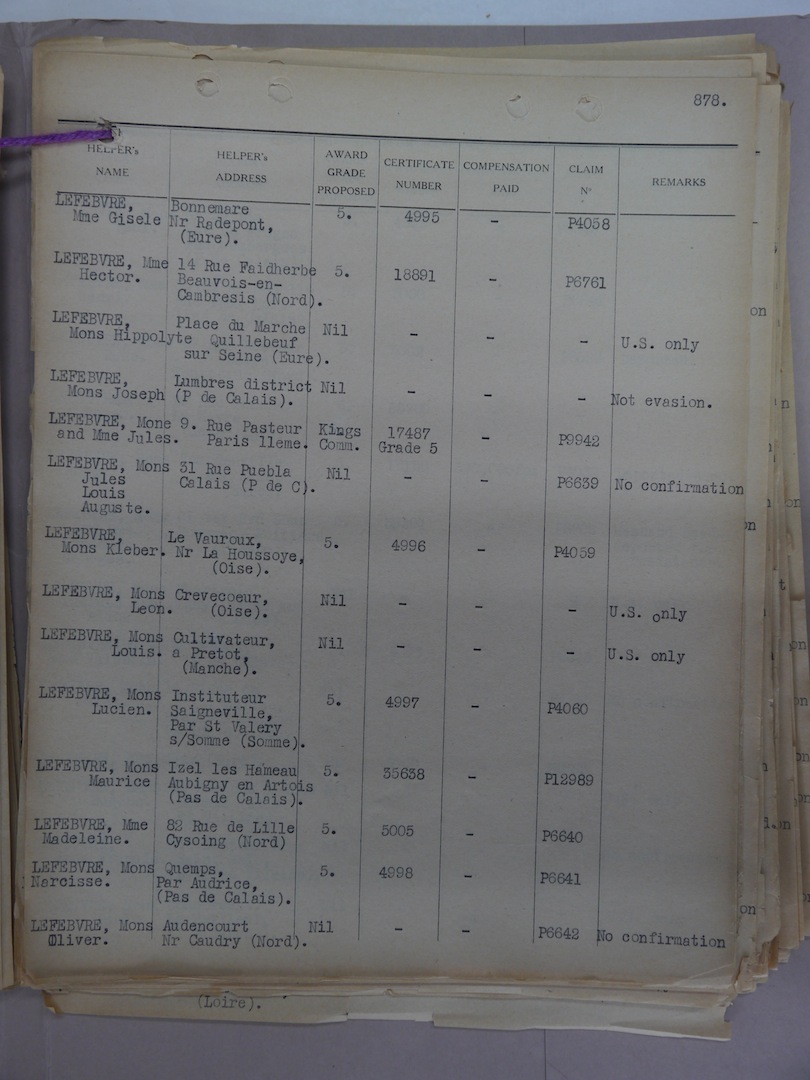 878.
HELPER's NAME HELPER's ADDRESS AWARD GRADE PROPOSED CERTIFICATE NUMBER COMPENSATION PAID CLAIM N° REMARKS
LEFEBVRE, Bonnemare 5. 4995 - P4058
Mme Gisele Nr Radepont,
(Eure).
LEFEBVRE, Mme 14 Rue Faidherbe 5. 18891 - P6761
Hector. Beauvois-en-
Cambresis (Nord).
LEFEBVRE, Place du Marche Nil - - - U.S. only
Mons Hippolyte Quillebeuf
sur Seine (Eure).
LEFEBVRE, Lumbres district Nil - - - Not evasion.
Mons Joseph (P de Calais).
LEFEBVRE, Mone 9. Rue Pasteur Kings 17487 - P9942
and Mme Jules. Paris 11eme. Comm. Grade 5
LEFEBVRE, Mons 31 Rue Puebla Nil - - P6639 No confirmation
Jules Calais (P de C).
Louis
Auguste.
LEFEBVRE, Le Vauroux, 5. 4996 - P4059
Mons Kleber. Nr La Houssoye,
(Oise).
LEFEBVRE, Mons Crevecoeur, Nil - - - U.S. only
Leon. (Oise).
LEFEBVRE, Mons Cultivateur, Nil - - - U.S. only
Louis. a Pretot,
(Manche).
LEFEBVRE, Mons Instituteur 5. 4997 - P4060
Lucien. Saigneville,
Par St Valery
s/Somme (Somme).
LEFEBVRE, Mons Izel les Hameau 5. 35638 - P12989
Maurice Aubigny en Artois
(Pas de Calais).
LEFEBVRE, Mme 82 Rue de Lille 5. 5005 - P6640
Madeleine. Cysoing (Nord)
LEFEBVRE, Mons Quemps, 5. 4998 - P6641
Narcisse. Par Audrice,
(Pas de Calais).
LEFEBVRE, Mons Audencourt Nil - - P6642 No confirmation
Oliver. Nr Caudry (Nord).
(Loire).